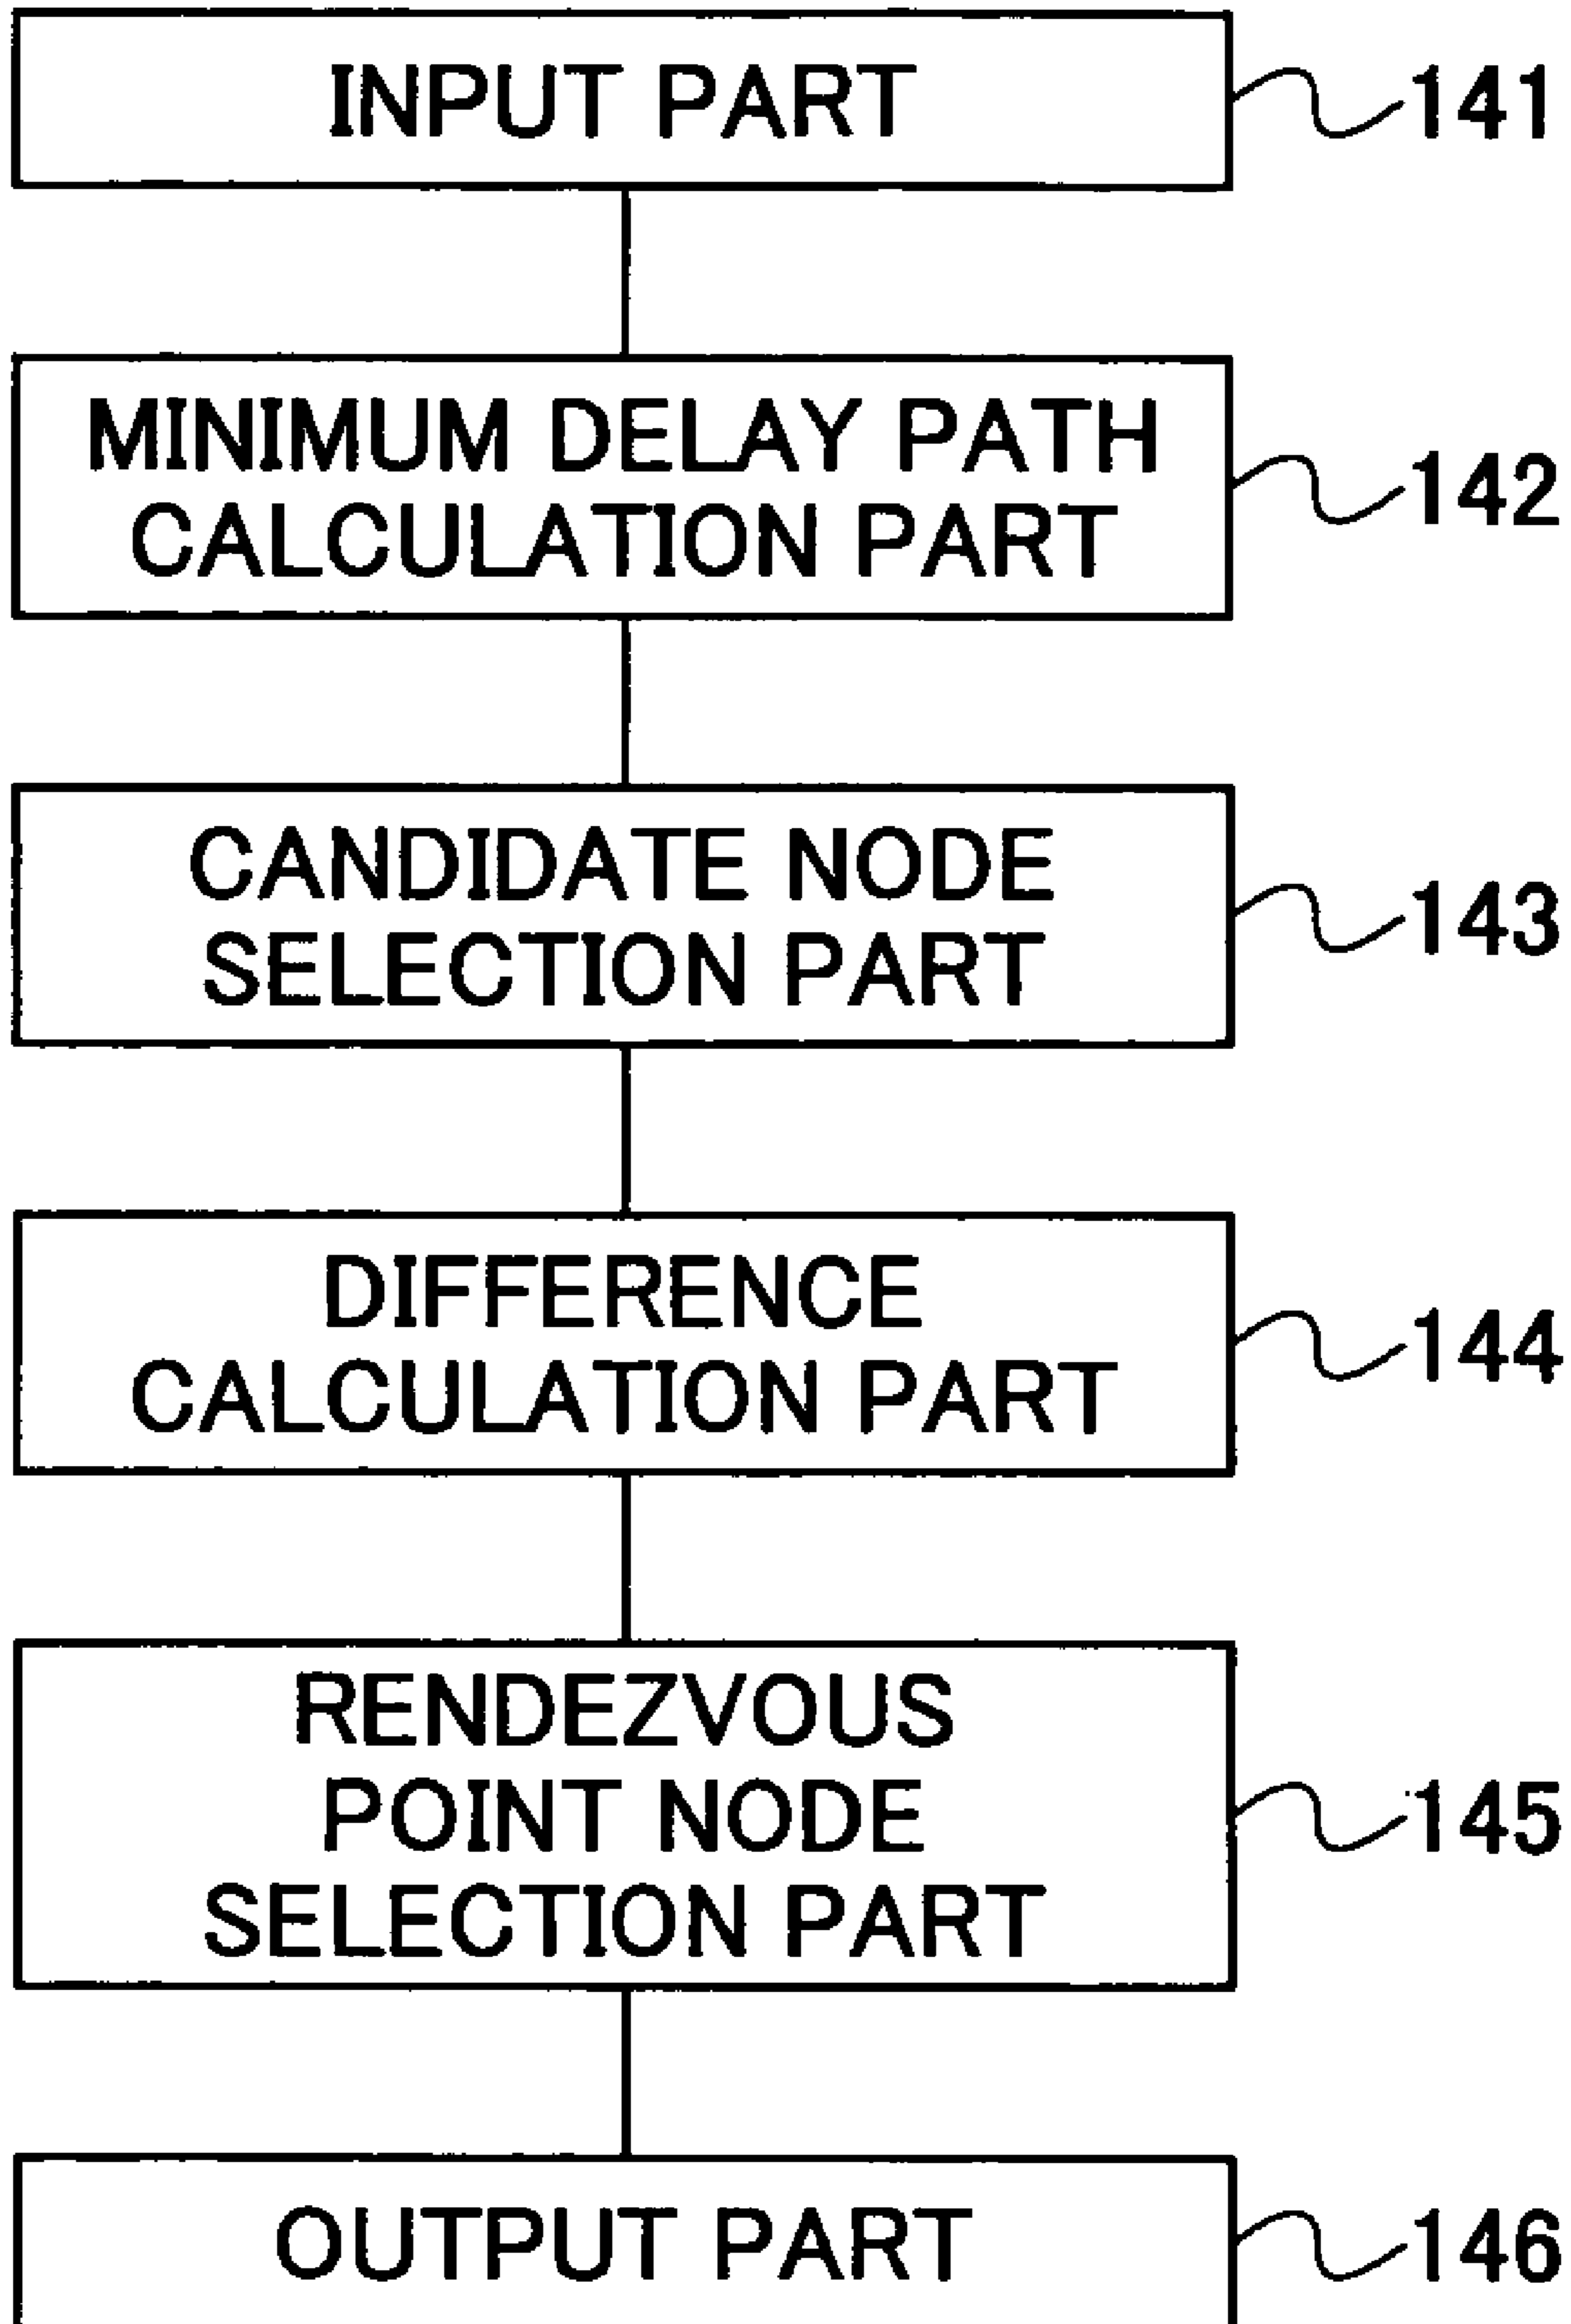 INPUT PART
141
MINIMUM DELAY PATH
CALCULATION PART
142
CANDIDATE NODE
SELECTION PART
143
DIFFERENCE
CALCULATION PART
144
RENDEZVOUS
POINT NODE
SELECTION PART
145
OUTPUT PART
146